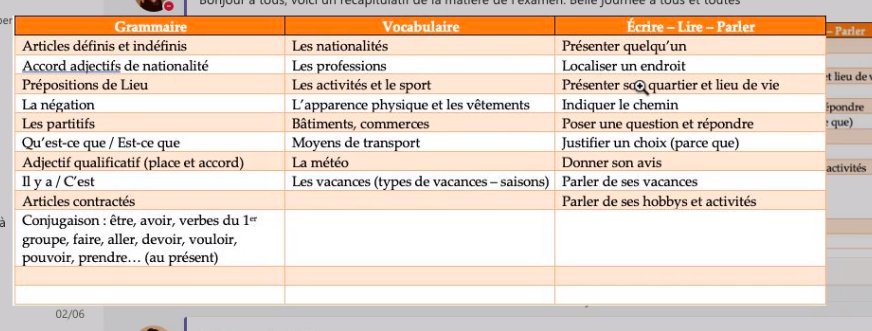 Bonjour à tous, voici un récapitulatif de la matière de l'examen. Belle journée à tous et toutes
Grammaire Vocabulaire Écrire – Lire – Parler
Articles définis et indéfinis Les nationalités Présenter quelqu'un
Accord adjectifs de nationalité Les professions Localiser un endroit
Prépositions de Lieu Les activités et le sport Présenter quartier et lieu de vie
La négation L'apparence physique et les vêtements Indiquer le chemin
Les partitifs Bâtiments, commerces Poser une question et répondre
Qu'est-ce que / Est-ce que Moyens de transport Justifier un choix (parce que)
Adjectif qualificatif (place et accord) La météo Donner son avis
Il y a / C'est Les vacances (types de vacances – saisons) Parler de ses vacances
Articles contractés Parler de ses hobbys et activités
Conjugaison : être, avoir, verbes du 1er
groupe, faire, aller, devoir, vouloir,
pouvoir, prendre… (au présent)
– Parler
et lieu de
que)
activités
à
02/06